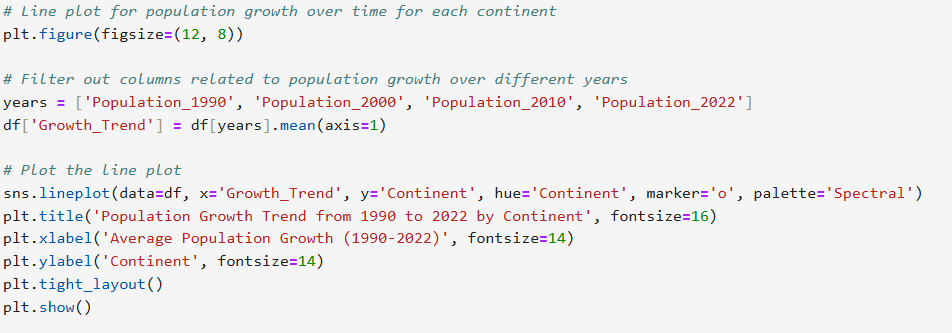 # Line plot for population growth over time for each continent
plt.figure(figsize=(12, 8))
# Filter out columns related to population growth over different years
years = ['Population_1990', 'Population_2000', 'Population_2010', 'Population_2022']
df['Growth_Trend'] = df[years].mean(axis=1)
# Plot the line plot
sns.lineplot(data=df, x='Growth_Trend', y='Continent', hue='Continent', marker='o', palette='Spectral')
plt.title('Population Growth Trend from 1990 to 2022 by Continent', fontsize=16)
plt.xlabel('Average Population Growth (1990-2022)', fontsize=14)
plt.ylabel('Continent', fontsize=14)
plt.tight_layout()
plt.show()